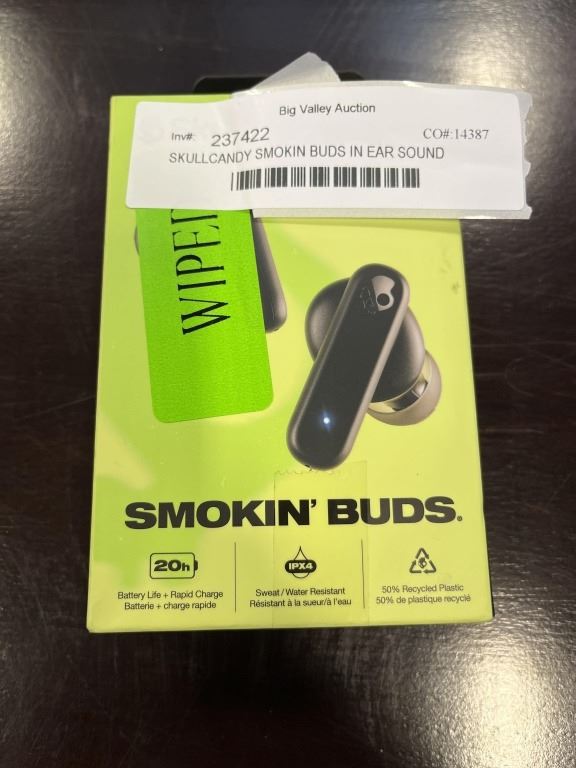 Big Valley Auction
Inv#: 237422 CO#:14387
SKULLCANDY SMOKIN BUDS IN EAR SOUND
WIPED
SMOKIN' BUDS®
20h
Battery Life + Rapid Charge
Batterie + charge rapide
IPX4
Sweat / Water Resistant
Résistant à la sueur/à l'eau
50% Recycled Plastic
50% de plastique recyclé